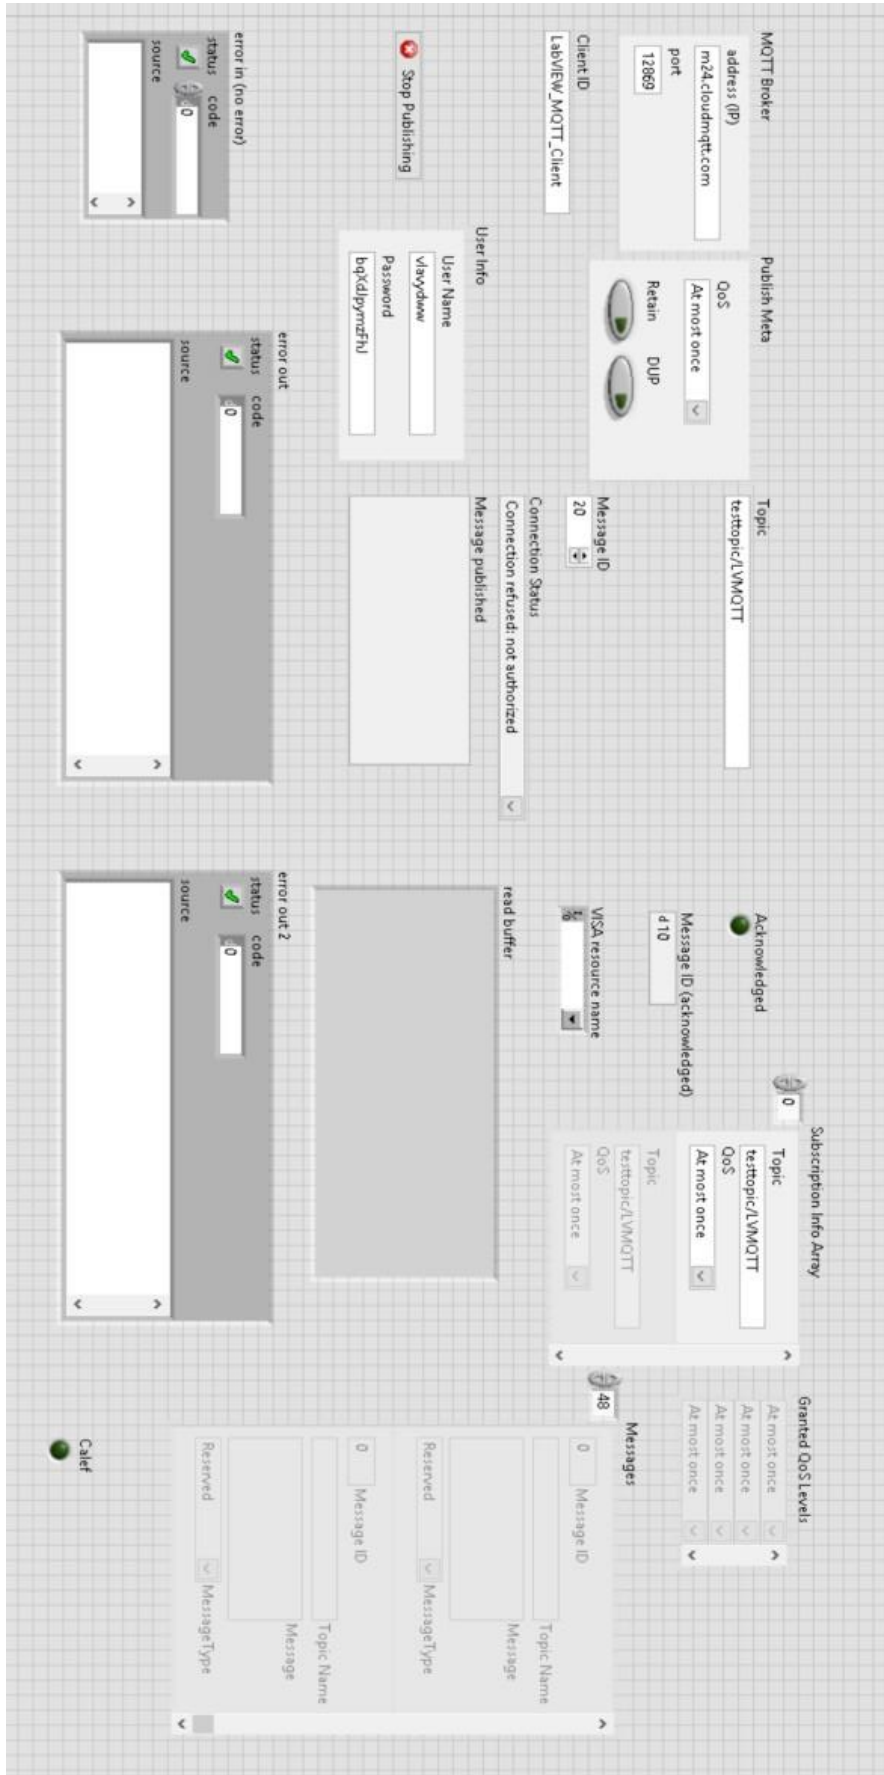 MQTT Broker
address (IP)
m24.cloudmqtt.com
port
12869
Client ID
LabVIEW_MQTT_Client
Stop Publishing
error in (no error)
status code
0
source
Publish Meta
QoS
At most once
Retain DUP
User Info
User Name
vlavydww
Password
bqXdJpymzFhJ
error out
status code
d0
source
Topic
testtopic/LVMQTT
Message ID
20
Connection Status
Connection refused: not authorized
Message published
Acknowledged
Message ID (acknowledged)
d 10
VISA resource name
read buffer
error out 2
status code
d0
source
Subscription Info Array
0
Topic
testtopic/LVMQTT
QoS
At most once
Topic
testtopic/LVMQTT
QoS
At most once
Granted QoS Levels
At most once
At most once
At most once
At most once
Messages
48
0 Message ID
Topic Name
Message
Reserved MessageType
0 Message ID
Topic Name
Message
Reserved MessageType
Calef